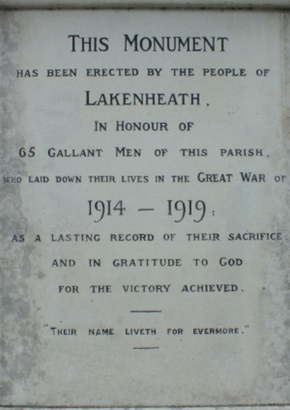 THIS MONUMENT
HAS BEEN ERECTED BY THE PEOPLE OF
LAKENHEATH,
IN HONOUR OF
65 GALLANT MEN OF THIS PARISH,
WHO LAID DOWN THEIR LIVES IN THE GREAT WAR OF
1914 – 1919;
AS A LASTING RECORD OF THEIR SACRIFICE
AND IN GRATITUDE TO GOD
FOR THE VICTORY ACHIEVED.
"THEIR NAME LIVETH FOR EVERMORE."